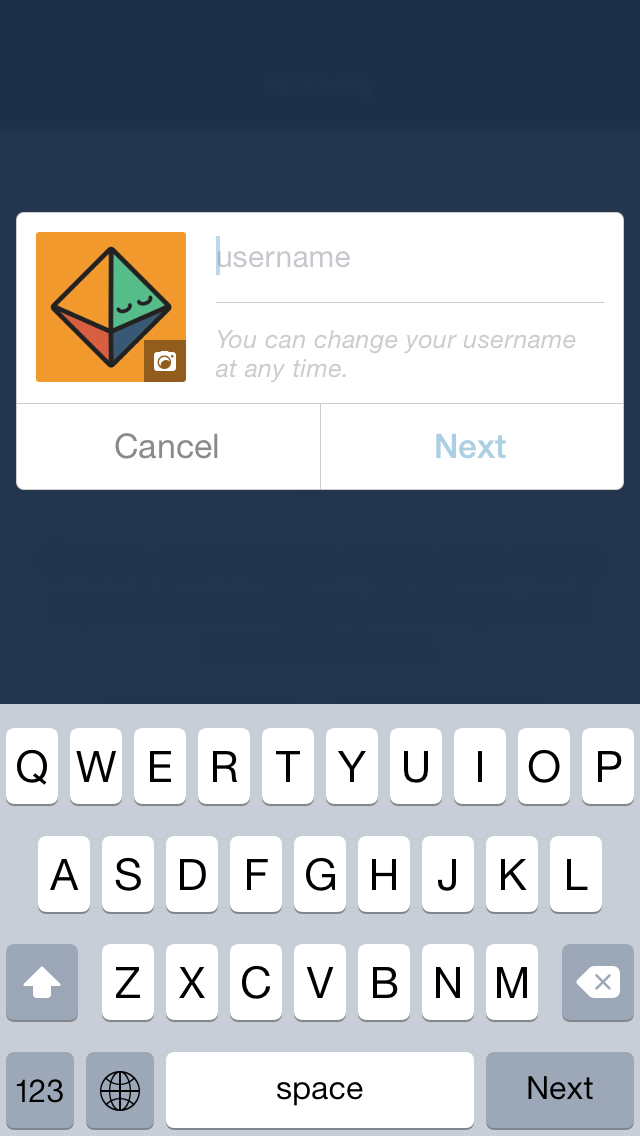 username
You can change your username
at any time.
Cancel
Next
Q W E R T Y U I O P
A S D F G H J K L
Z X C V B N M
123 space Next